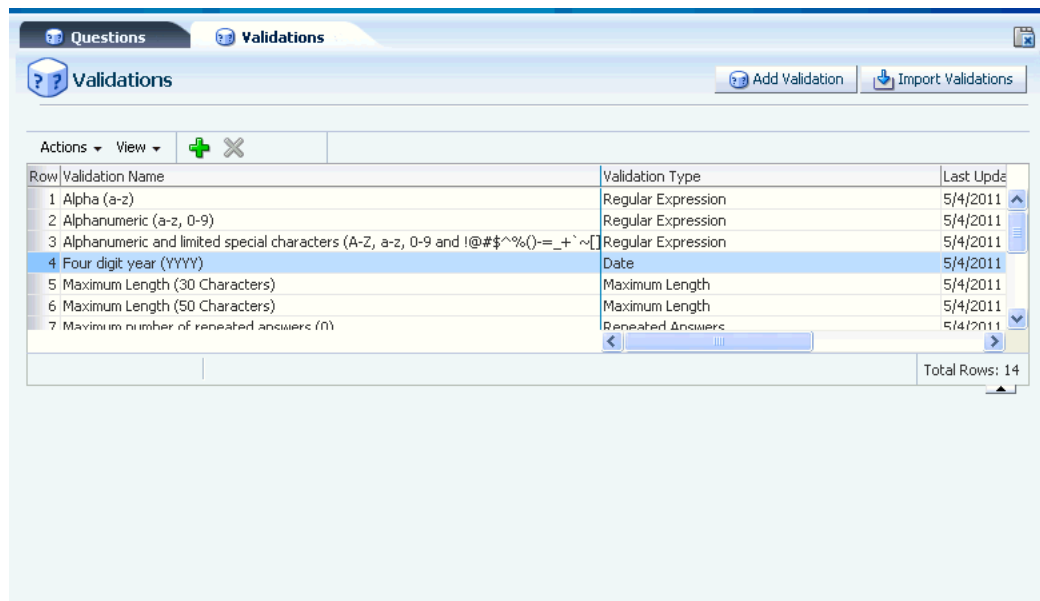 Questions
Validations
Validations
Add Validation
Import Validations
Actions
View
Row Validation Name Validation Type Last Upda
1 Alpha (a-z) Regular Expression 5/4/2011
2 Alphanumeric (a-z, 0-9) Regular Expression 5/4/2011
3 Alphanumeric and limited special characters (A-Z, a-z, 0-9 and !@#$^%()-=_+`~[] Regular Expression 5/4/2011
4 Four digit year (YYYY) Date 5/4/2011
5 Maximum Length (30 Characters) Maximum Length 5/4/2011
6 Maximum Length (50 Characters) Maximum Length 5/4/2011
7 Maximum number of repeated answers (0) Repeated Answers 5/4/2011
Total Rows: 14